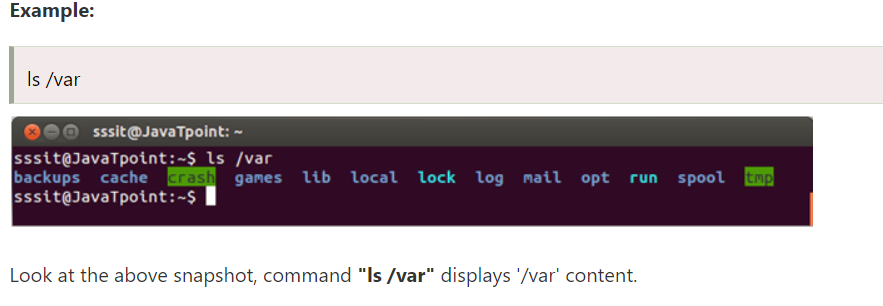 Example:
ls /var
sssit@JavaTpoint: ~
sssit@JavaTpoint:~$ ls /var
backups cache crash games lib local lock log mail opt run spool tmp
sssit@JavaTpoint:~$
Look at the above snapshot, command "ls /var" displays '/var' content.